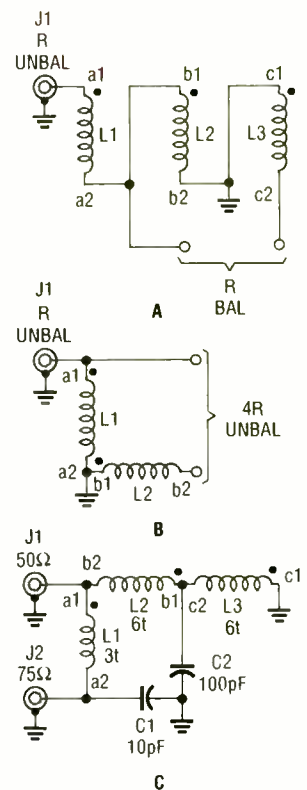 J1
R
UNBAL
a1
b1
c1
L1
L2
L3
a2
b2
c2
R
BAL
A
J1
R
UNBAL
a1
L1
4R
UNBAL
a2
b1
L2
b2
B
J1
50Ω
b2
a1
L2
6t
b1
c2
L3
6t
c1
L1
3t
J2
75Ω
a2
C2
100pF
C1
10pF
C